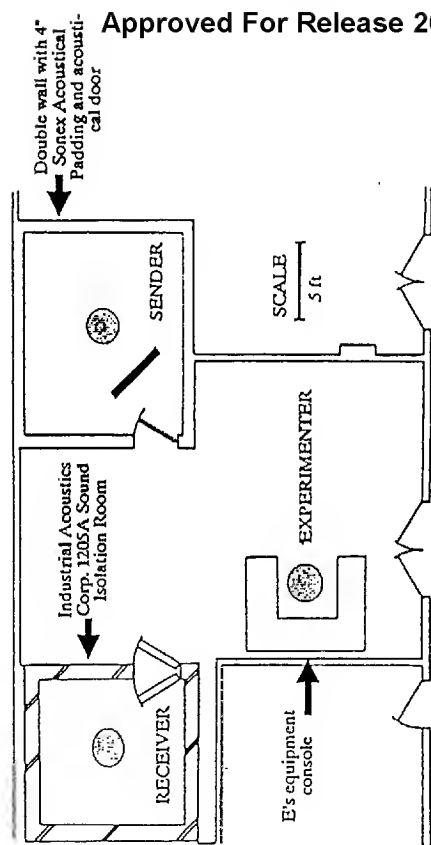 Approved For Release 20
Double wall with 4"
Sonex Acoustical
Padding and acousti-
cal door
SENDER
SCALE
5 ft
Industrial Acoustics
Corp. 1205A Sound
Isolation Room
EXPERIMENTER
RECEIVER
E's equipment
console